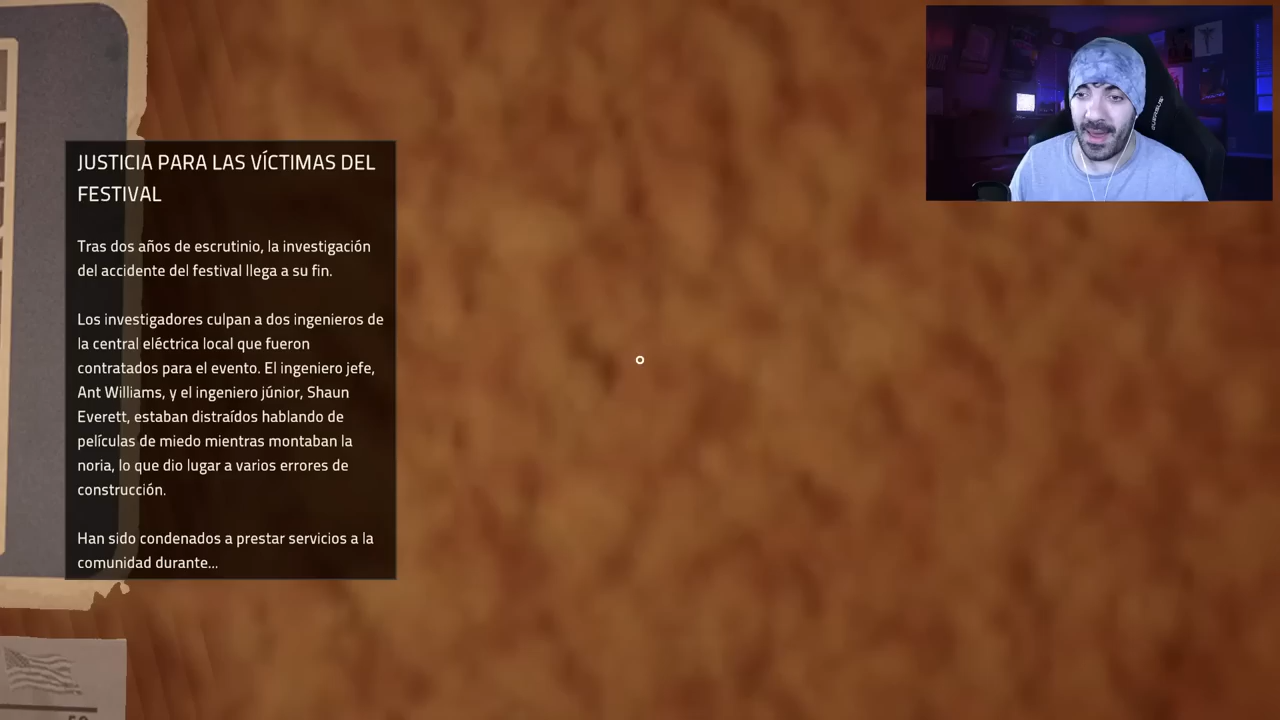 JUSTICIA PARA LAS VÍCTIMAS DEL
FESTIVAL
Tras dos años de escrutinio, la investigación
del accidente del festival llega a su fin.
Los investigadores culpan a dos ingenieros de
la central eléctrica local que fueron
contratados para el evento. El ingeniero jefe,
Ant Williams, y el ingeniero júnior, Shaun
Everett, estaban distraídos hablando de
películas de miedo mientras montaban la
noria, lo que dio lugar a varios errores de
construcción.
Han sido condenados a prestar servicios a la
comunidad durante...